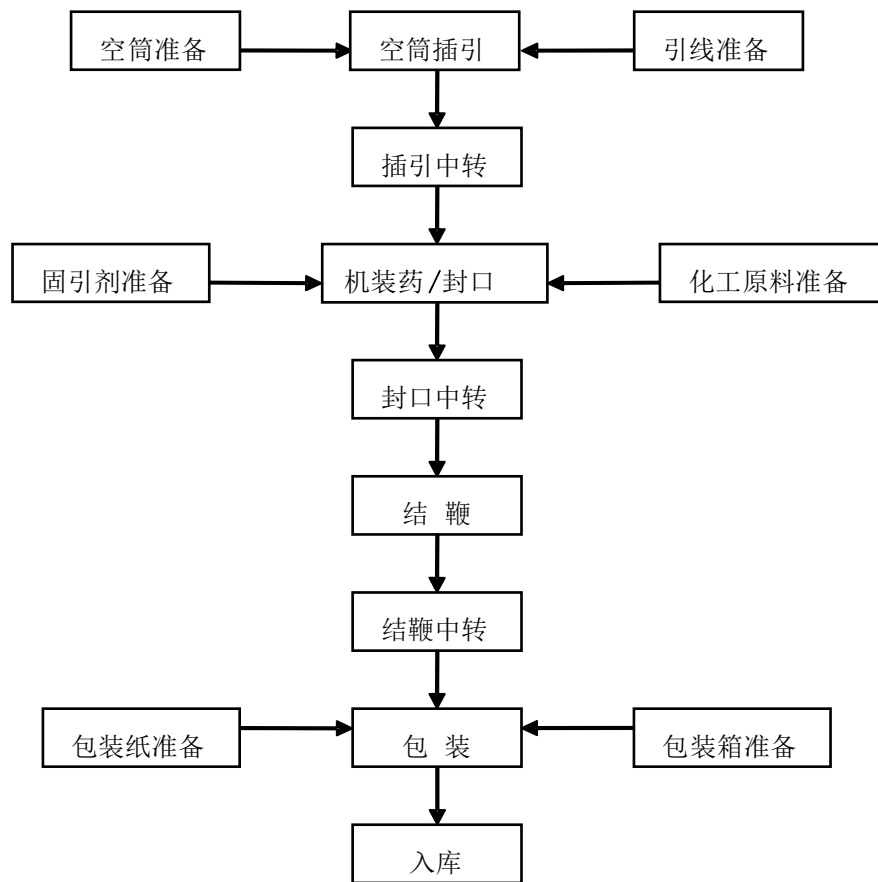 空筒准备
空筒插引
引线准备
插引中转
固引剂准备
机装药/封口
化工原料准备
封口中转
结 鞭
结鞭中转
包装纸准备
包 装
包装箱准备
入库